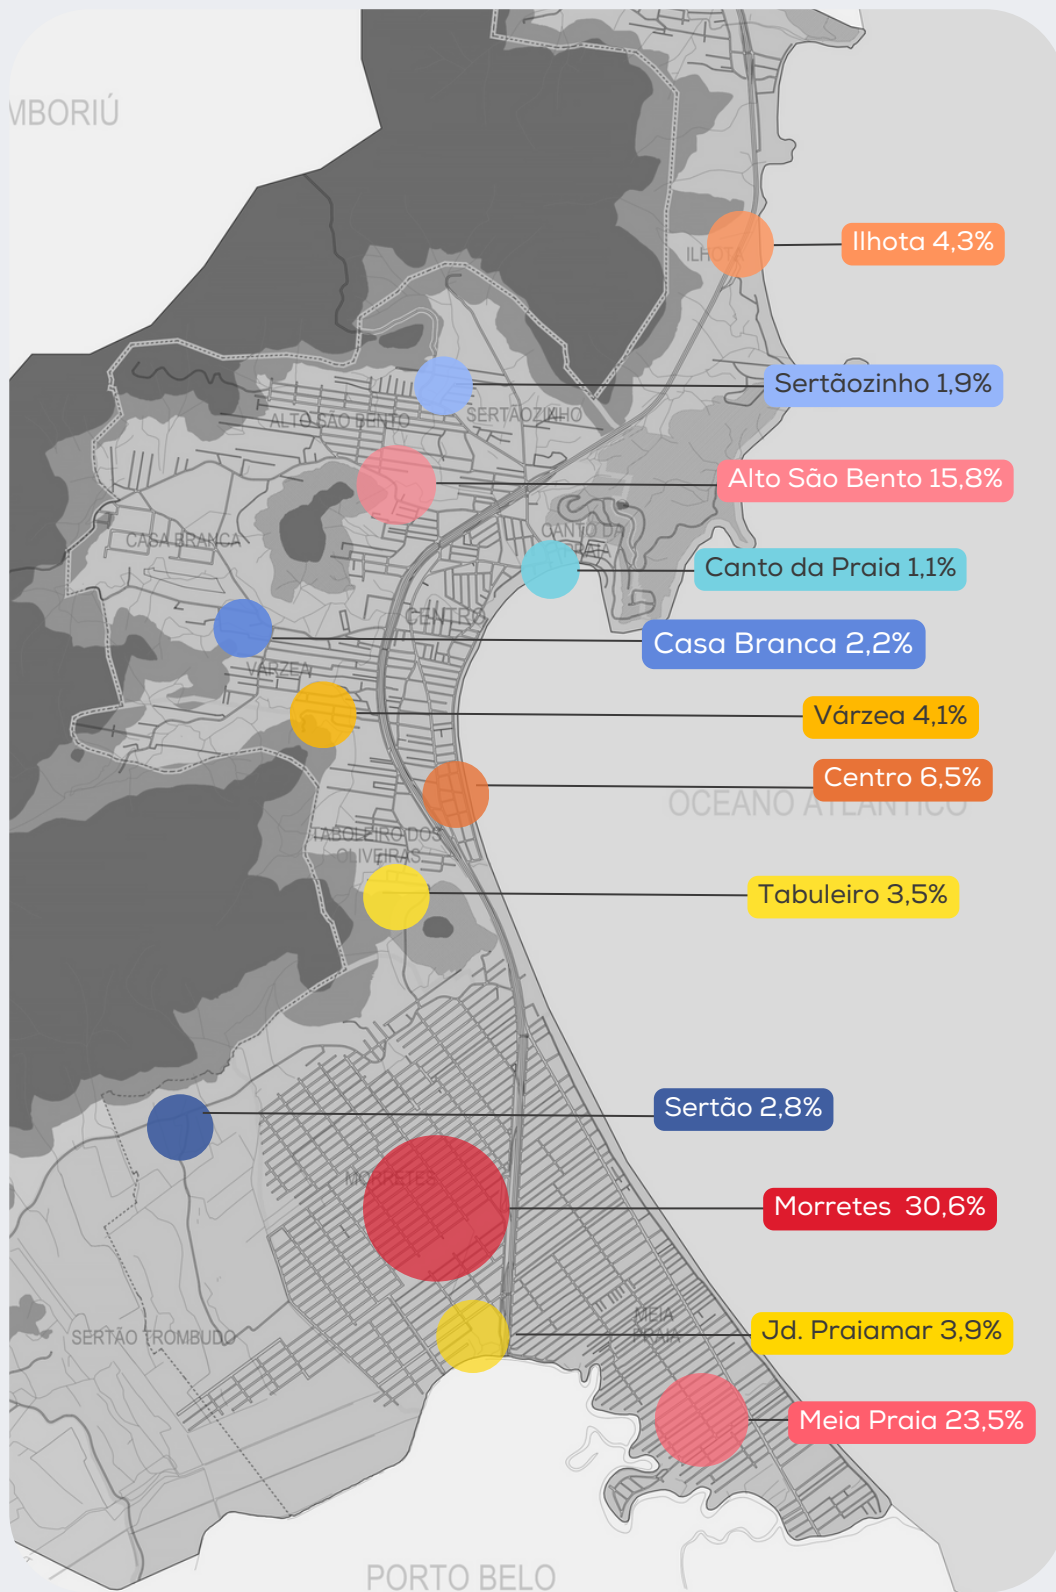 MBORIÚ
ILHOTA
Ilhota 4,3%
Sertãozinho 1,9%
ALTO SÃO BENTO
SERTÃOZINHO
Alto São Bento 15,8%
CASA BRANCA
CANTO DA
PRAIA
Canto da Praia 1,1%
CENTRO
Casa Branca 2,2%
VÁRZEA
Várzea 4,1%
Centro 6,5%
OCEANO ATLÂNTICO
TABOLEIRO DOS
OLIVEIRAS
Tabuleiro 3,5%
Sertão 2,8%
MORRETES
Morretes  30,6%
MEIA
PRAIA
SERTÃO TROMBUDO
Jd. Praiamar 3,9%
Meia Praia 23,5%
PORTO BELO